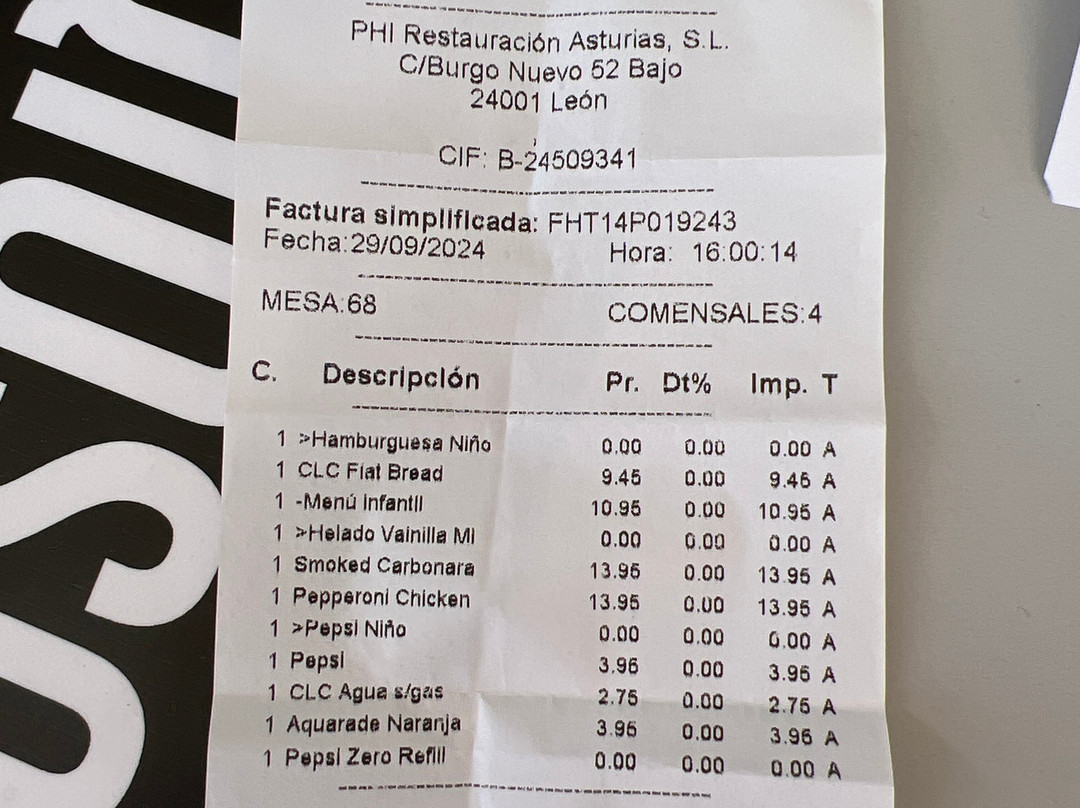 PHI Restauración Asturias, S.L.
C/Burgo Nuevo 52 Bajo
24001 León
CIF: B-24509341
Factura simplificada: FHT14P019243
Fecha:29/09/2024 Hora: 16:00:14
MESA:68 COMENSALES:4
C. Descripción Pr. Dt% Imp. T
1 >Hamburguesa Niño 0.00 0.00 0.00 A
1 CLC Flat Bread 9.45 0.00 9.45 A
1 -Menú infantil 10.95 0.00 10.95 A
1 >Helado Vainilla MI 0.00 0.00 0.00 A
1 Smoked Carbonara 13.95 0.00 13.95 A
1 Pepperoni Chicken 13.95 0.00 13.95 A
1 >Pepsi Niño 0.00 0.00 0.00 A
1 Pepsi 3.95 0.00 3.95 A
1 CLC Agua s/gas 2.75 0.00 2.75 A
1 Aquarade Naranja 3.95 0.00 3.95 A
1 Pepsi Zero Refill 0.00 0.00 0.00 A